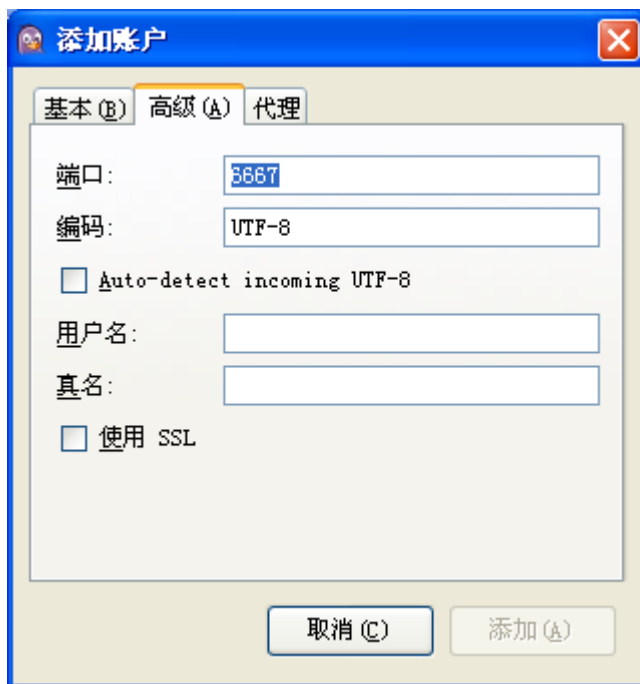 添加账户
基本(B) 高级(A) 代理
端口: 6667
编码: UTF-8
Auto-detect incoming UTF-8
用户名:
真名:
使用 SSL
取消(C) 添加(A)